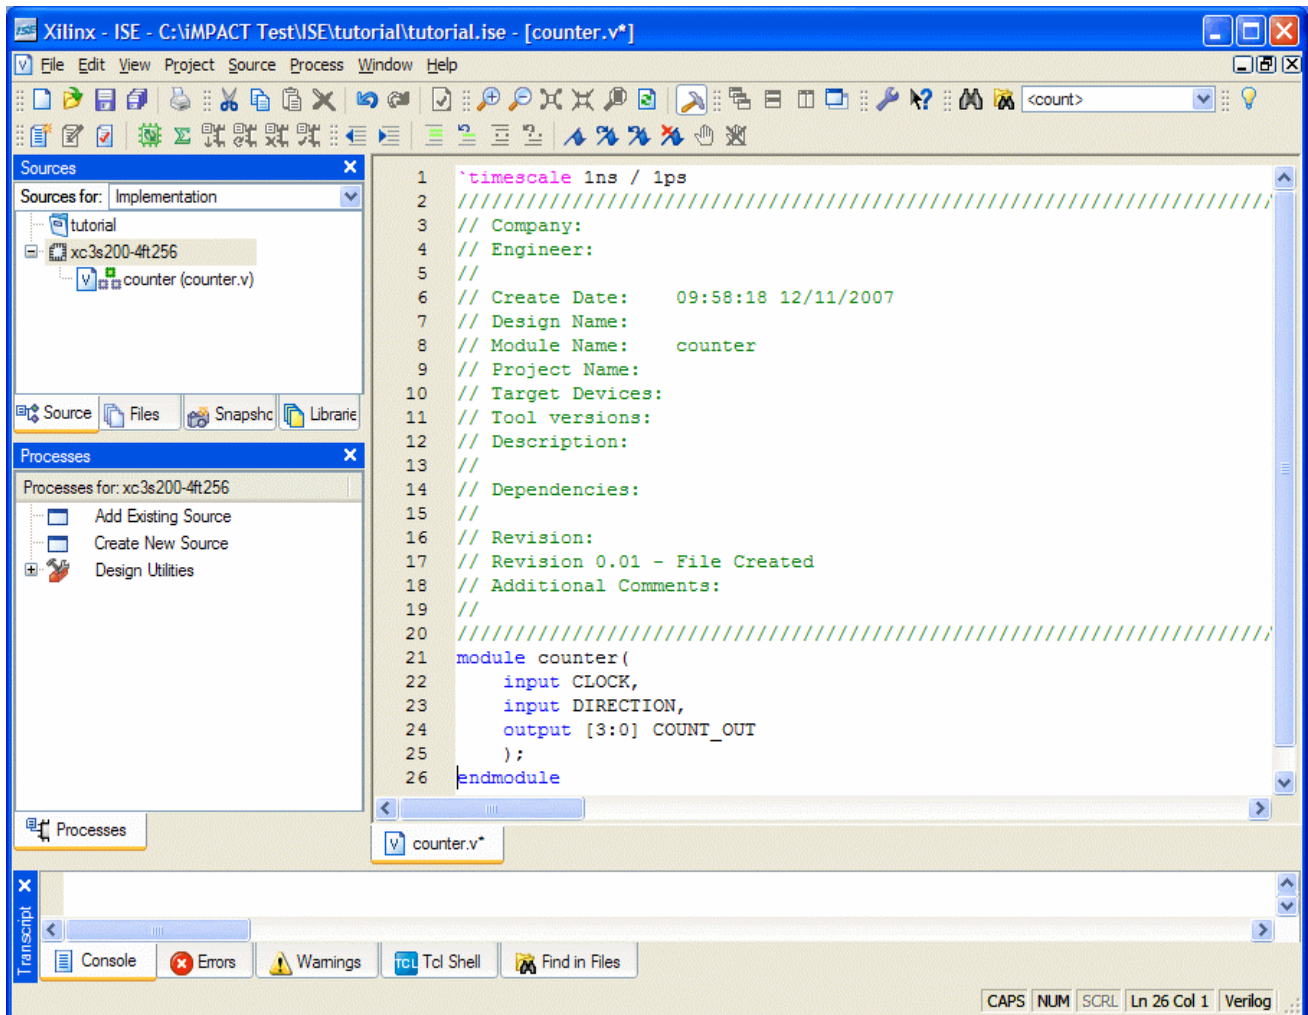 Xilinx - ISE - C:\iMPACT Test\ISE\tutorial\tutorial.ise - [counter.v*]
File Edit View Project Source Process Window Help
<count>
Sources
Sources for: Implementation
tutorial
xc3s200-4ft256
counter (counter.v)
Source Files Snapshc Librarie
Processes
Processes for: xc3s200-4ft256
Add Existing Source
Create New Source
Design Utilities
Processes
1 `timescale 1ns / 1ps
2 //////////////////////////////////////////////////////////////////////
3 // Company:
4 // Engineer:
5 //
6 // Create Date:    09:58:18 12/11/2007
7 // Design Name:
8 // Module Name:    counter
9 // Project Name:
10 // Target Devices:
11 // Tool versions:
12 // Description:
13 //
14 // Dependencies:
15 //
16 // Revision:
17 // Revision 0.01 - File Created
18 // Additional Comments:
19 //
20 //////////////////////////////////////////////////////////////////////
21 module counter(
22     input CLOCK,
23     input DIRECTION,
24     output [3:0] COUNT_OUT
25     );
26 endmodule
counter.v*
Transcript
Console Errors Warnings TCL Tcl Shell Find in Files
CAPS NUM SCRL Ln 26 Col 1 Verilog